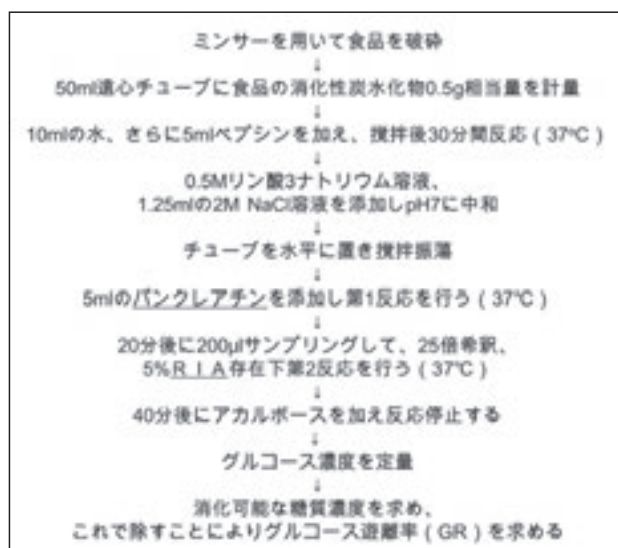 ミンサーを用いて食品を破砕
↓
50ml遠心チューブに食品の消化性炭水化物0.5g相当量を計量
↓
10mlの水、さらに5mlペプシンを加え、撹拌後30分間反応(37℃)
↓
0.5Mリン酸3ナトリウム溶液、
1.25mlの2M NaCl溶液を添加しpH7に中和
↓
チューブを水平に置き撹拌振蕩
↓
5mlのパンクレアチンを添加し第1反応を行う(37℃)
↓
20分後に200μlサンプリングして、25倍希釈、
5%RIA存在下第2反応を行う(37℃)
↓
40分後にアカルボースを加え反応停止する
↓
グルコース濃度を定量
↓
消化可能な糖質濃度を求め、
これで除すことによりグルコース遊離率(GR)を求める